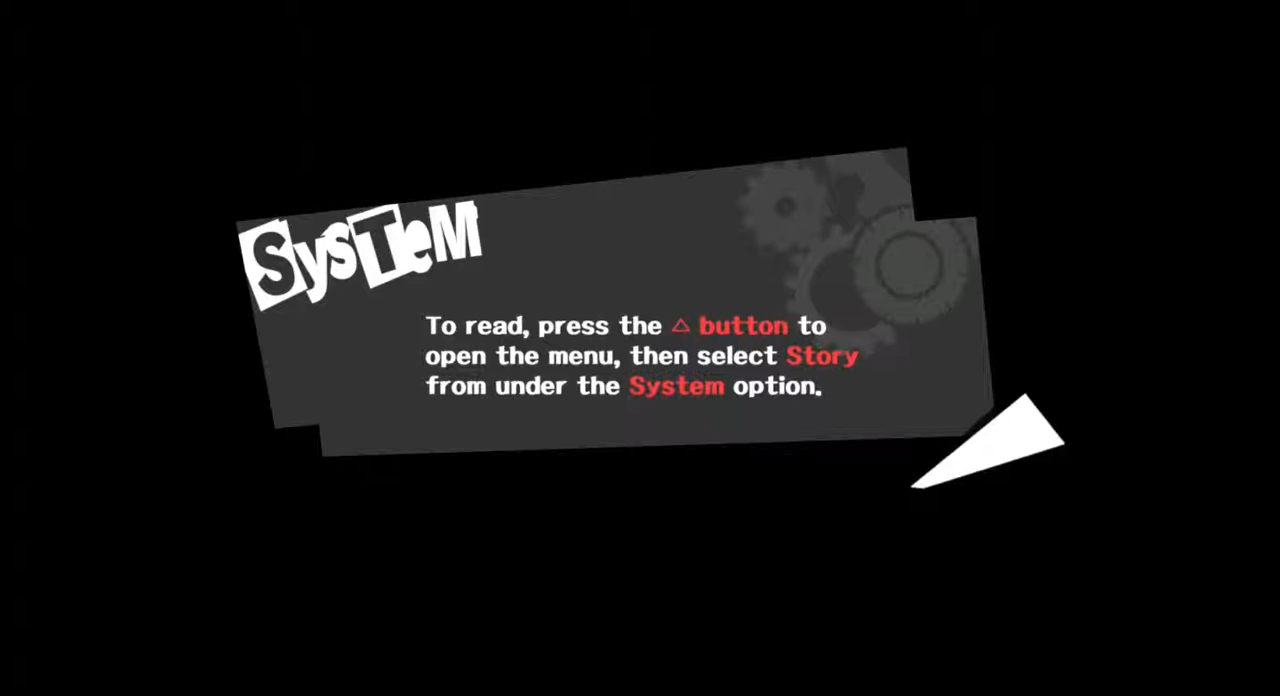 SysTeM
To read, press the △ button to
open the menu, then select Story
from under the System option.